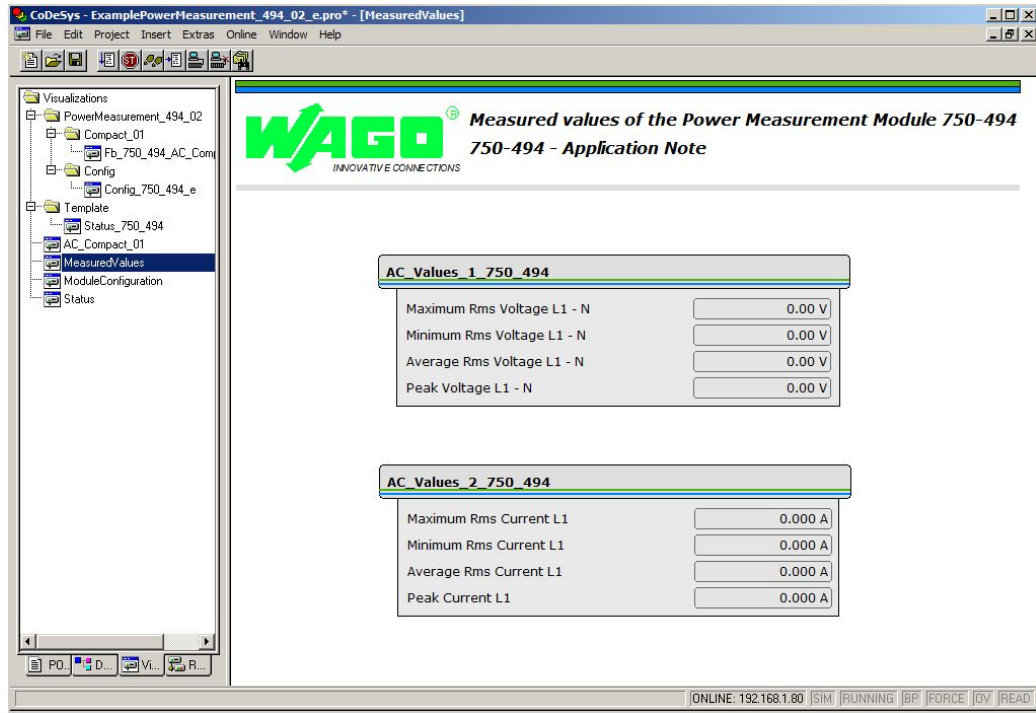 CoDeSys - ExamplePowerMeasurement_494_02_e.pro* - [MeasuredValues]
File Edit Project Insert Extras Online Window Help
Visualizations
PowerMeasurement_494_02
Compact_01
Fb_750_494_AC_Com
Config
Config_750_494_e
Template
Status_750_494
AC_Compact_01
MeasuredValues
ModuleConfiguration
Status
PO.. D... Vi... R...
WAGO ®
INNOVATIVE CONNECTIONS
Measured values of the Power Measurement Module 750-494
750-494 - Application Note
AC_Values_1_750_494
Maximum Rms Voltage L1 - N 0.00 V
Minimum Rms Voltage L1 - N 0.00 V
Average Rms Voltage L1 - N 0.00 V
Peak Voltage L1 - N 0.00 V
AC_Values_2_750_494
Maximum Rms Current L1 0.000 A
Minimum Rms Current L1 0.000 A
Average Rms Current L1 0.000 A
Peak Current L1 0.000 A
ONLINE: 192.168.1.80 SIM RUNNING BP FORCE OV READ